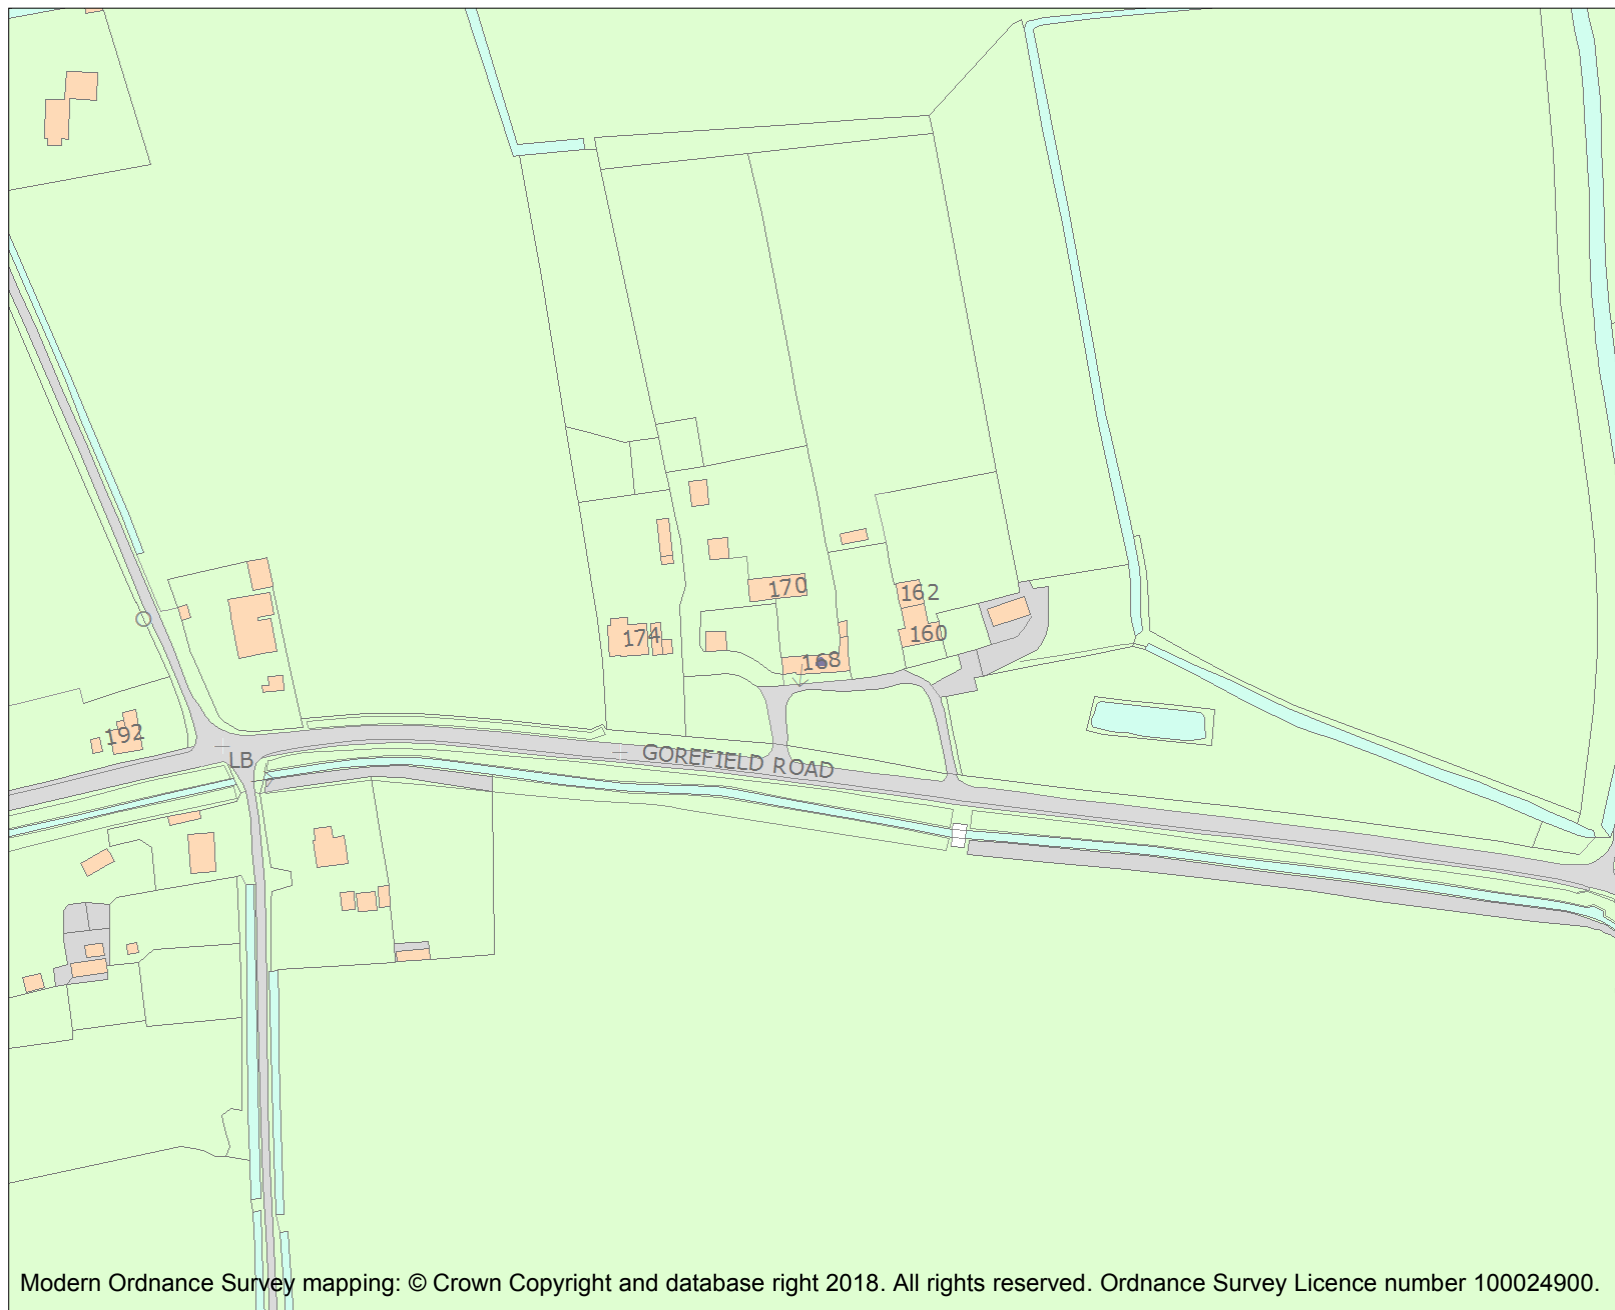 170
162
174
160
168
192
LB
GOREFIELD ROAD
Modern Ordnance Survey mapping: © Crown Copyright and database right 2018. All rights reserved. Ordnance Survey Licence number 100024900.